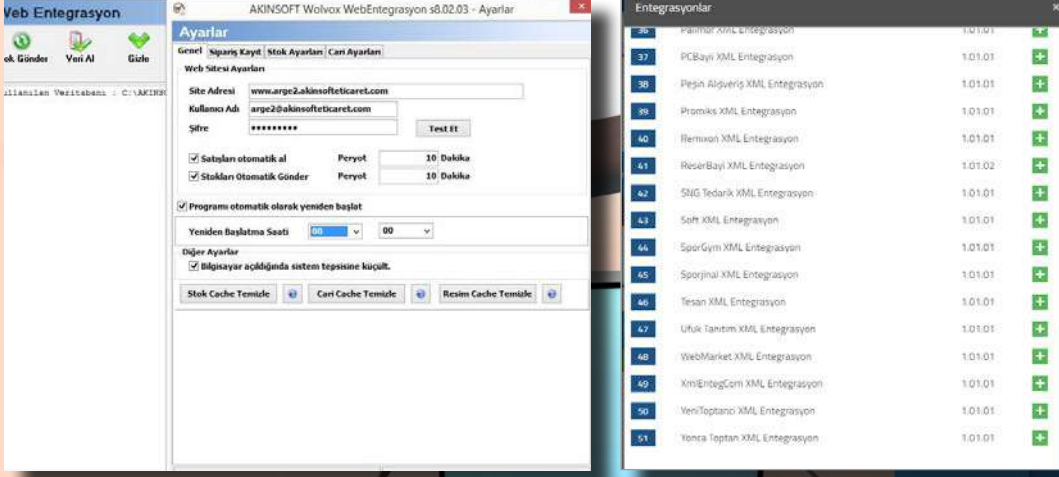 Web Entegrasyon
Stok Gönder
Veri Al
Gizle
Kullanılan Veritabanı : C:\AKINS
AKINSOFT Wolvox WebEntegrasyon s8.02.03 - Ayarlar
Ayarlar
Genel Sipariş Kayıt Stok Ayarları Cari Ayarları
Web Sitesi Ayarları
Site Adresi www.arge2.akinsofteticaret.com
Kullanıcı Adı arge2@akinsofteticaret.com
Şifre ********* Test Et
Satışları otomatik al Peryot 10 Dakika
Stokları Otomatik Gönder Peryot 10 Dakika
Programı otomatik olarak yeniden başlat
Yeniden Başlatma Saati 00 00
Diğer Ayarlar
Bilgisayar açıldığında sistem tepsisine küçült.
Stok Cache Temizle Cari Cache Temizle Resim Cache Temizle
Entegrasyonlar
36 Palimor XML Entegrasyon 1.01.01
37 PCBayi XML Entegrasyon 1.01.01
38 Peşin Alışveriş XML Entegrasyon 1.01.01
39 Promiks XML Entegrasyon 1.01.01
40 Remixon XML Entegrasyon 1.01.01
41 ReserBayi XML Entegrasyon 1.01.02
42 SNG Tedarik XML Entegrasyon 1.01.01
43 Soft XML Entegrasyon 1.01.01
44 SporGym XML Entegrasyon 1.01.01
45 Sporjinal XML Entegrasyon 1.01.01
46 Tesan XML Entegrasyon 1.01.01
47 Ufuk Tanıtım XML Entegrasyon 1.01.01
48 WebMarket XML Entegrasyon 1.01.01
49 XmlEntegCom XML Entegrasyon 1.01.01
50 YeniToptancı XML Entegrasyon 1.01.01
51 Yonca Toptan XML Entegrasyon 1.01.01